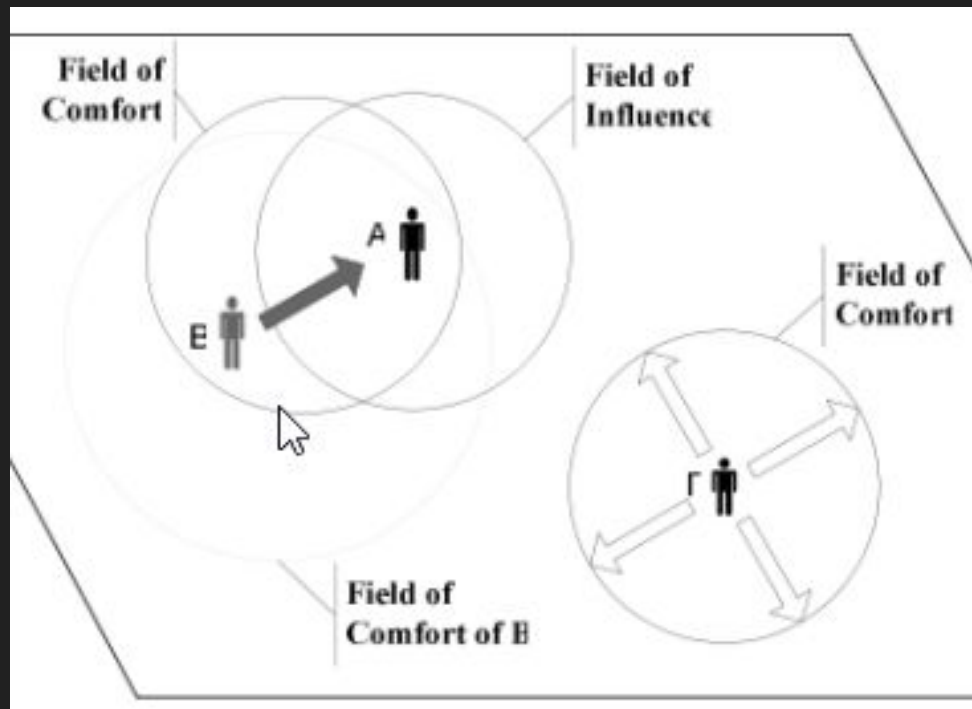 Field of
Comfort
Field of
Influence
A
B
Field of
Comfort
Γ
Field of
Comfort of B